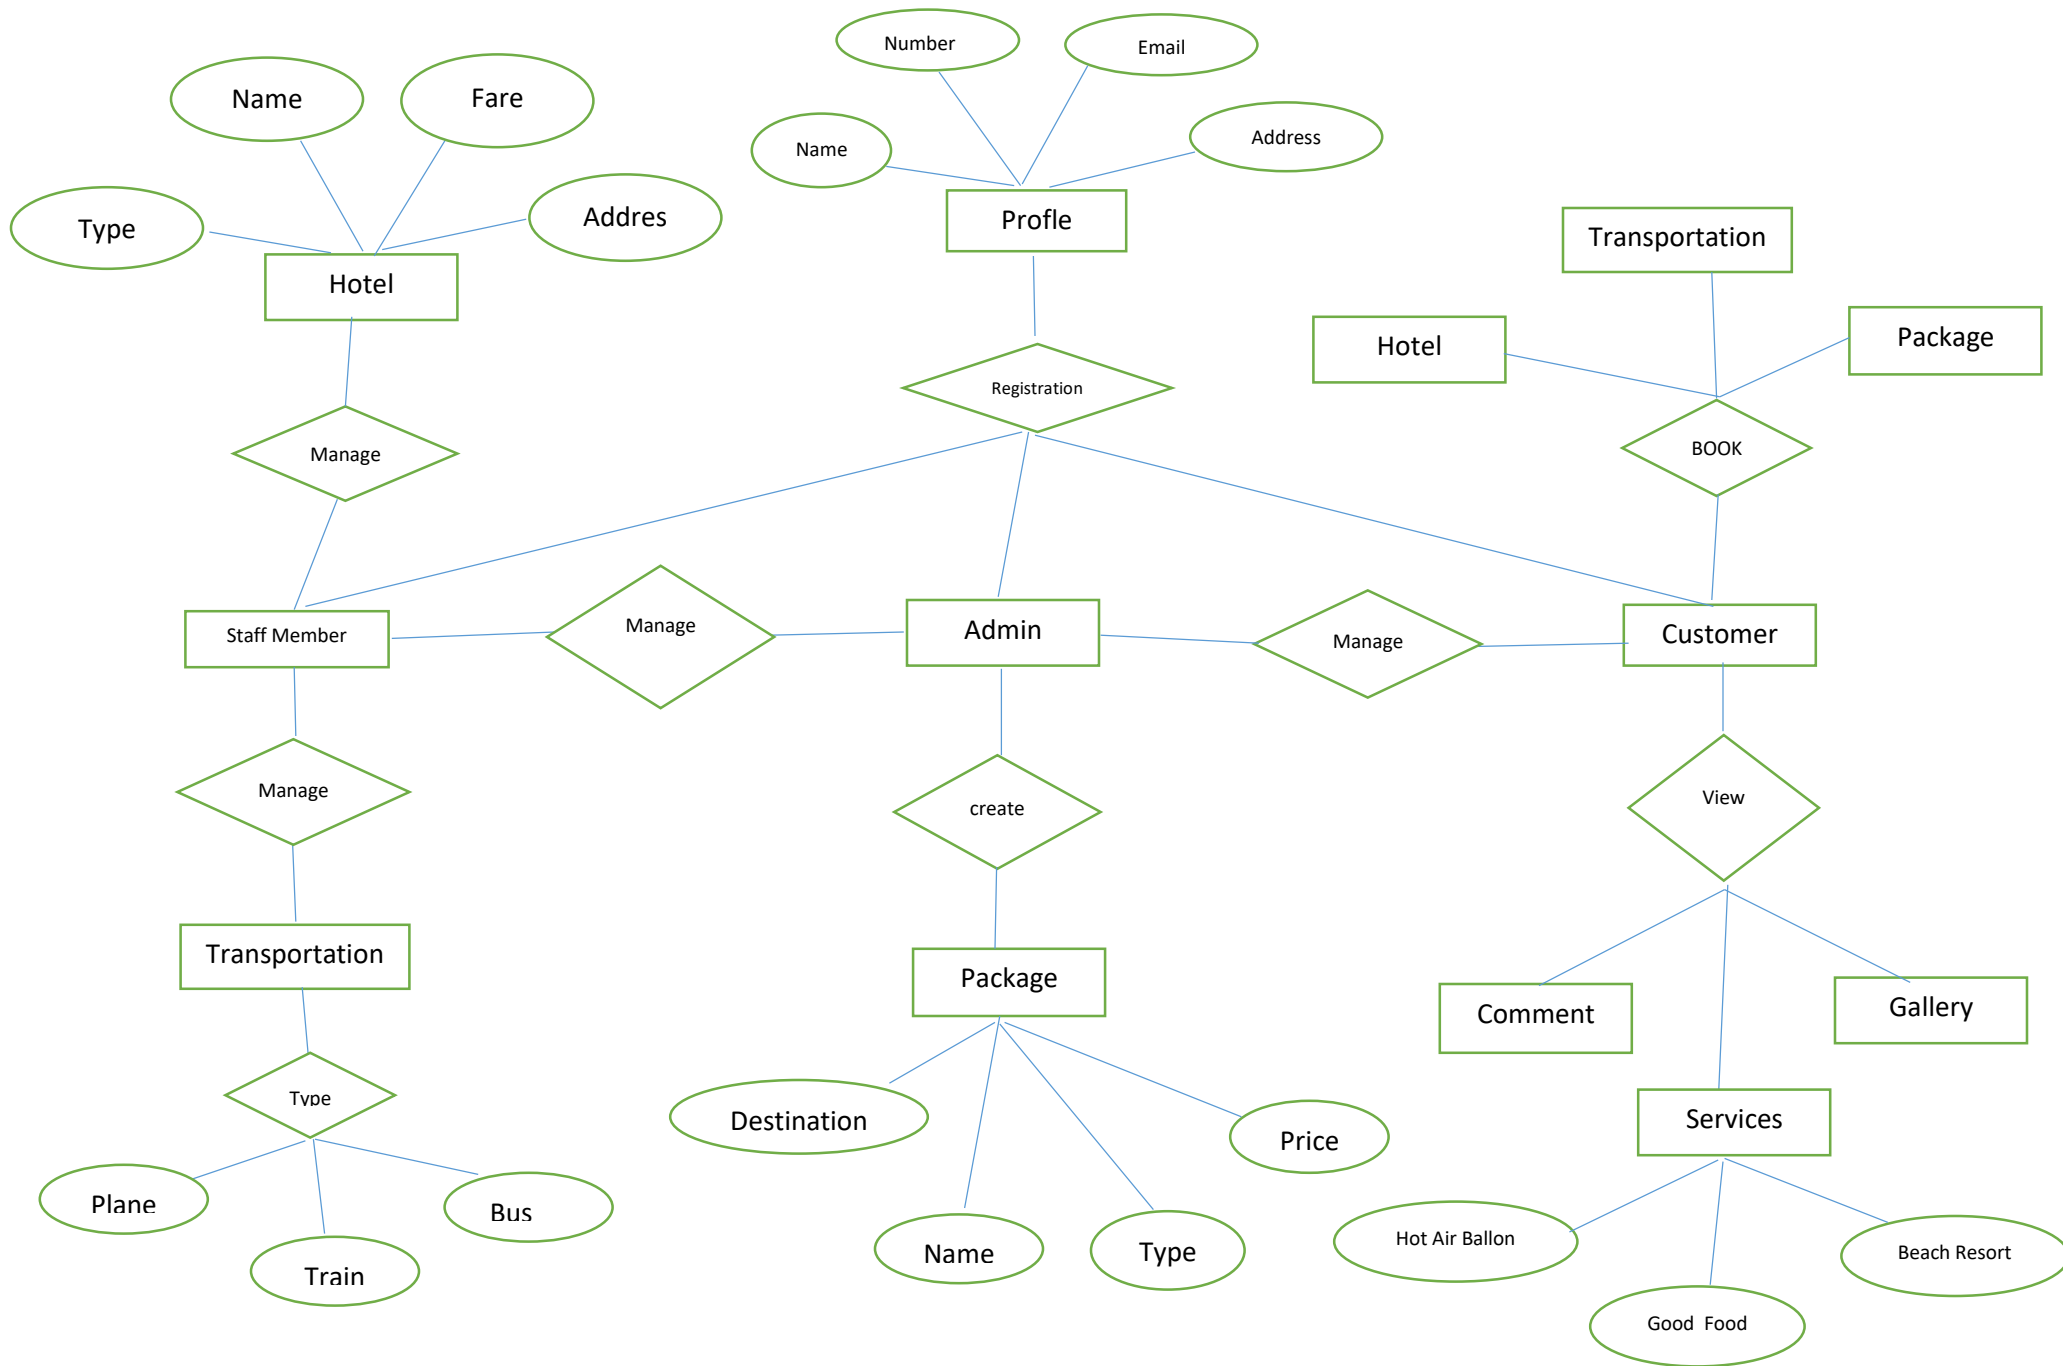 Number
Email
Name
Fare
Name
Address
Type
Addres
Profle
Transportation
Hotel
Hotel
Package
Registration
Manage
BOOK
Staff Member
Manage
Admin
Manage
Customer
Manage
create
View
Transportation
Package
Comment
Gallery
Type
Destination
Price
Services
Plane
Bus
Train
Name
Type
Hot Air Ballon
Beach Resort
Good  Food